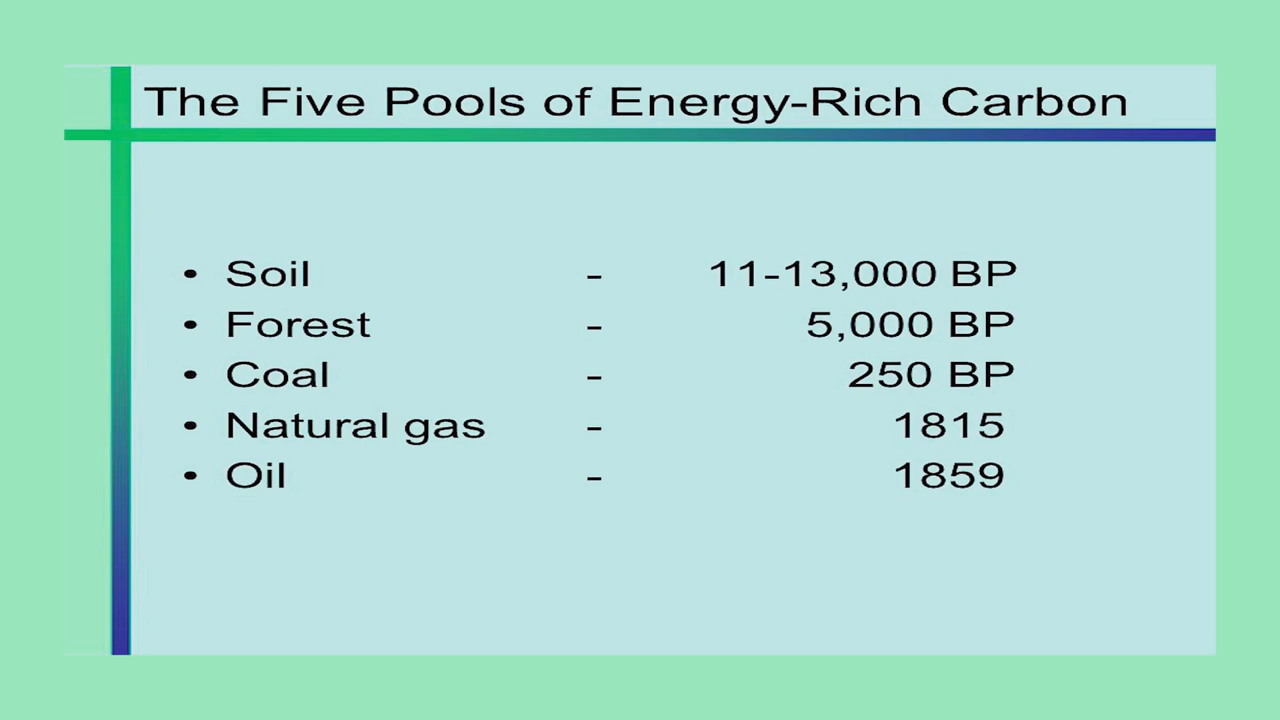 The Five Pools of Energy-Rich Carbon
• Soil - 11-13,000 BP
• Forest - 5,000 BP
• Coal - 250 BP
• Natural gas - 1815
• Oil - 1859